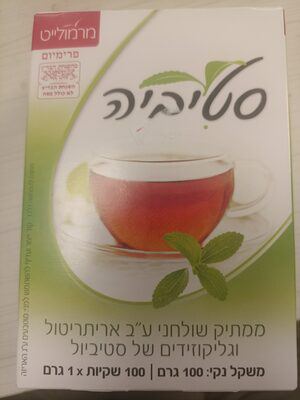 מרמולייט
פרימיום
סטיביה
ממתיק שולחני ע״ב אריתריטול
וגליקוזידים של סטיביול
משקל נקי: 100 גרם | 100 שקיות x 1 גרם